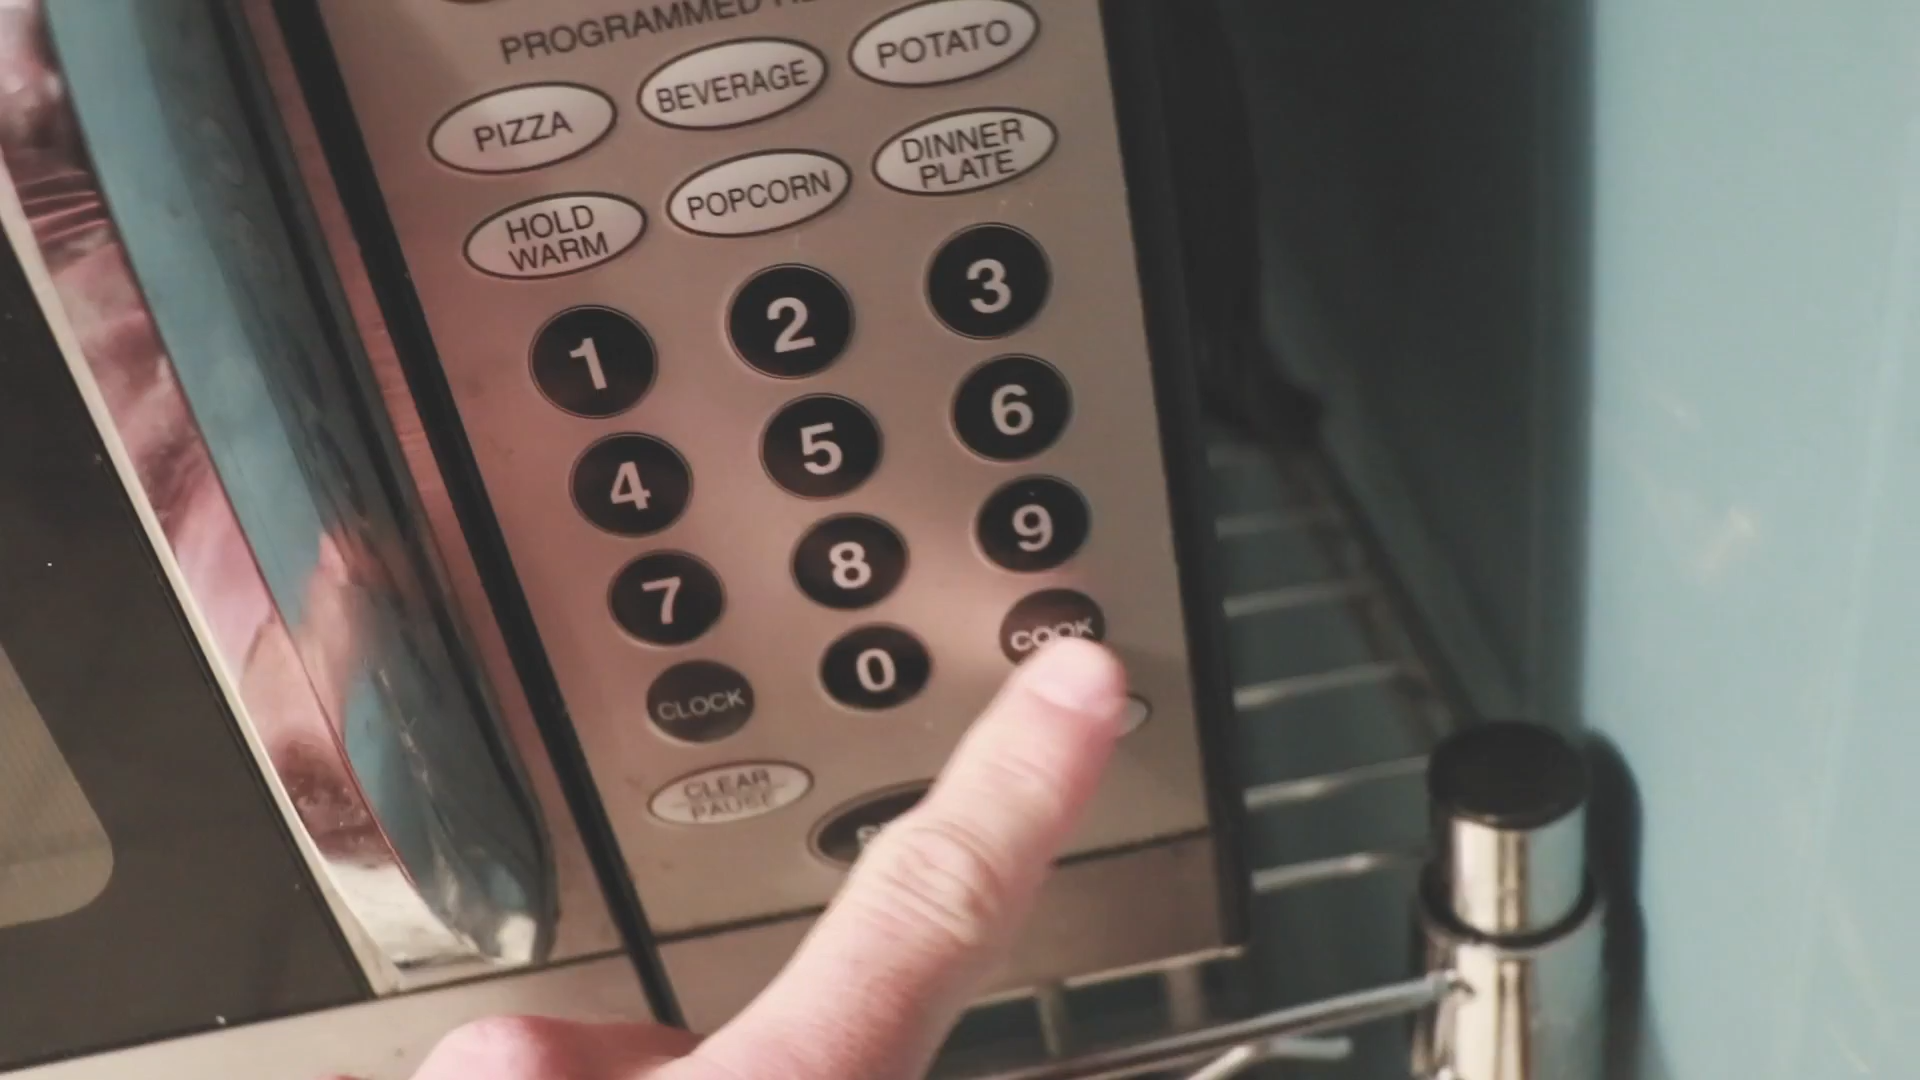 PROGRAMMED
PIZZA
BEVERAGE
POTATO
HOLD
WARM
POPCORN
DINNER
PLATE
1
2
3
4
5
6
7
8
9
CLOCK
0
COOK
CLEAR
PAUSE